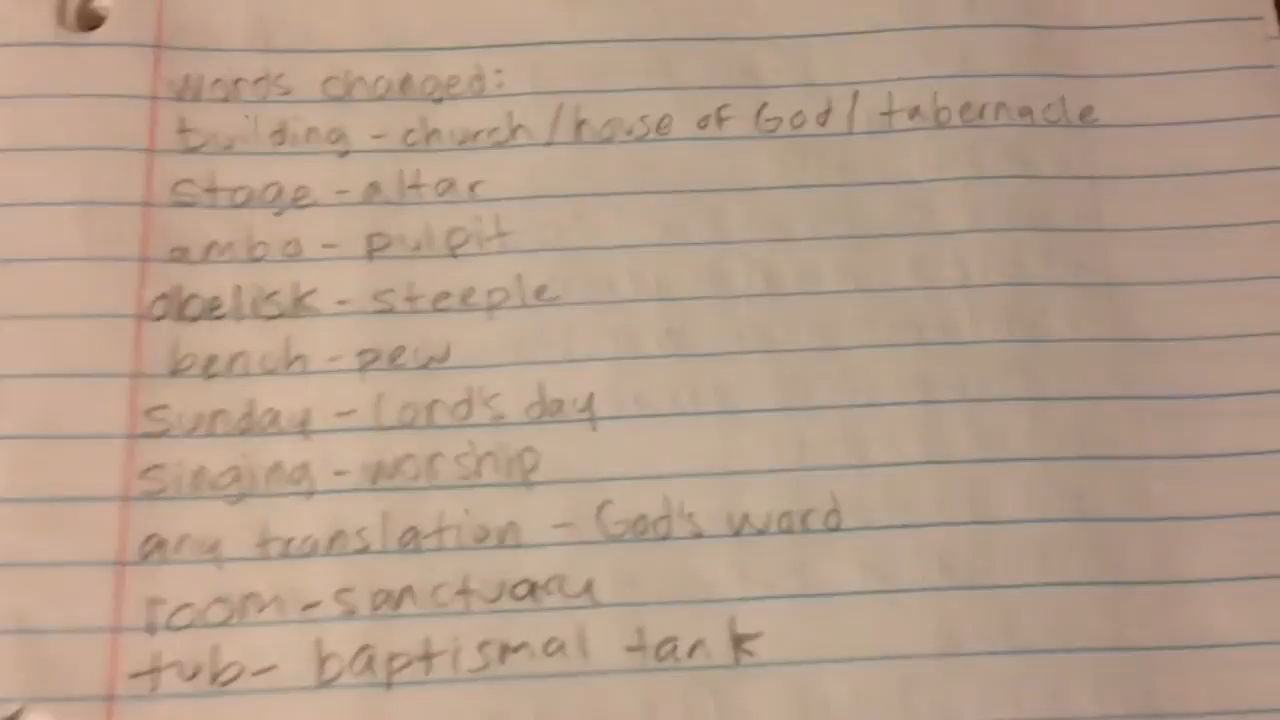 words changed:
building - church / house of God / tabernacle
stage - altar
ambo - pulpit
obelisk - steeple
bench - pew
Sunday - Lord's day
singing - worship
any translation - God's word
room - sanctuary
tub - baptismal tank